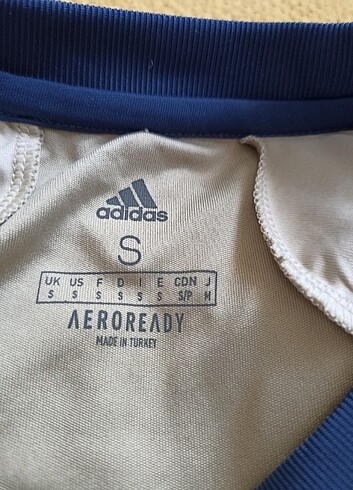 adidas
S
UK US F D I E CDN J
S S S S S S S/P M
AEROREADY
MADE IN TURKEY